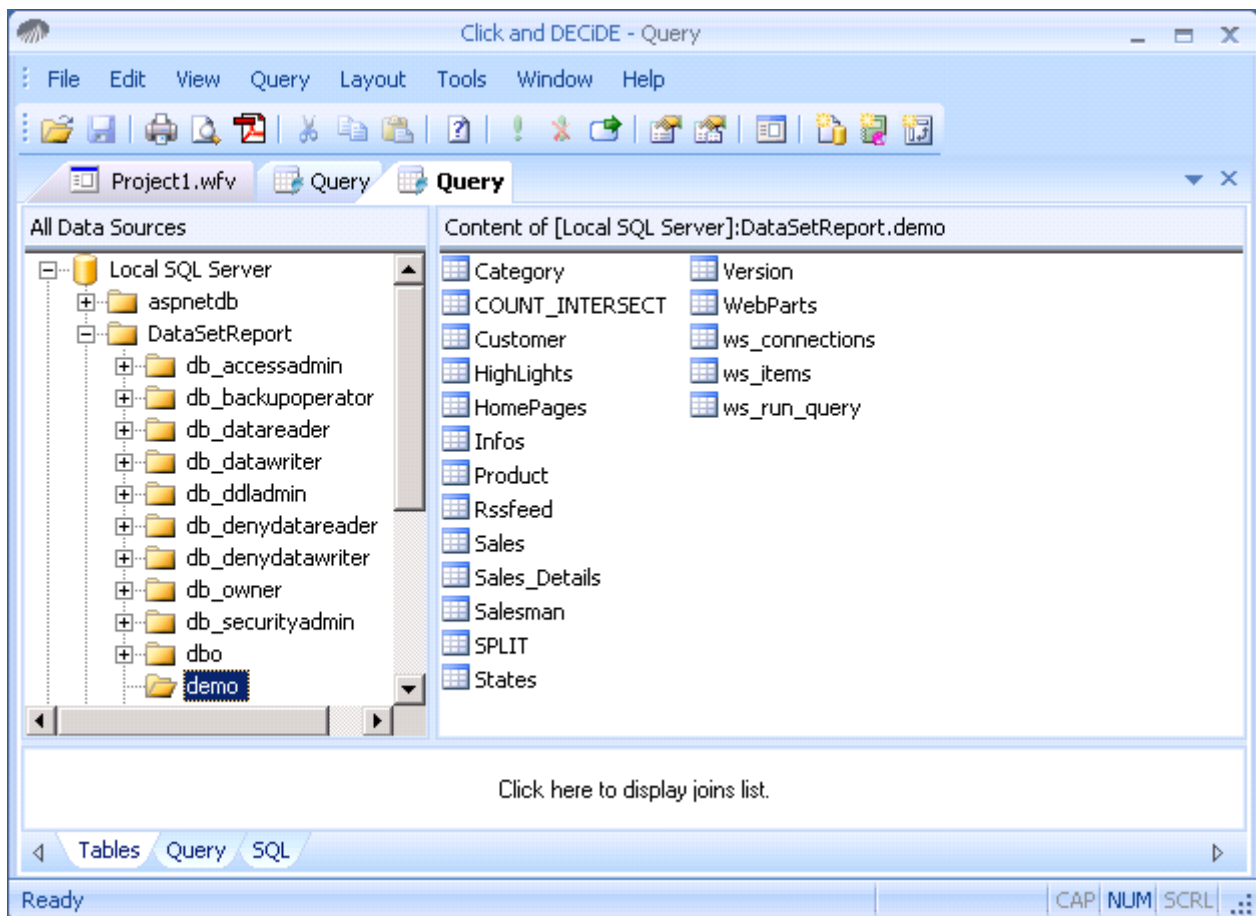 Click and DECiDE - Query
File Edit View Query Layout Tools Window Help
Project1.wfv Query Query
All Data Sources
Local SQL Server
aspnetdb
DataSetReport
db_accessadmin
db_backupoperator
db_datareader
db_datawriter
db_ddladmin
db_denydatareader
db_denydatawriter
db_owner
db_securityadmin
dbo
demo
Content of [Local SQL Server]:DataSetReport.demo
Category
COUNT_INTERSECT
Customer
HighLights
HomePages
Infos
Product
Rssfeed
Sales
Sales_Details
Salesman
SPLIT
States
Version
WebParts
ws_connections
ws_items
ws_run_query
Click here to display joins list.
Tables Query SQL
Ready CAP NUM SCRL